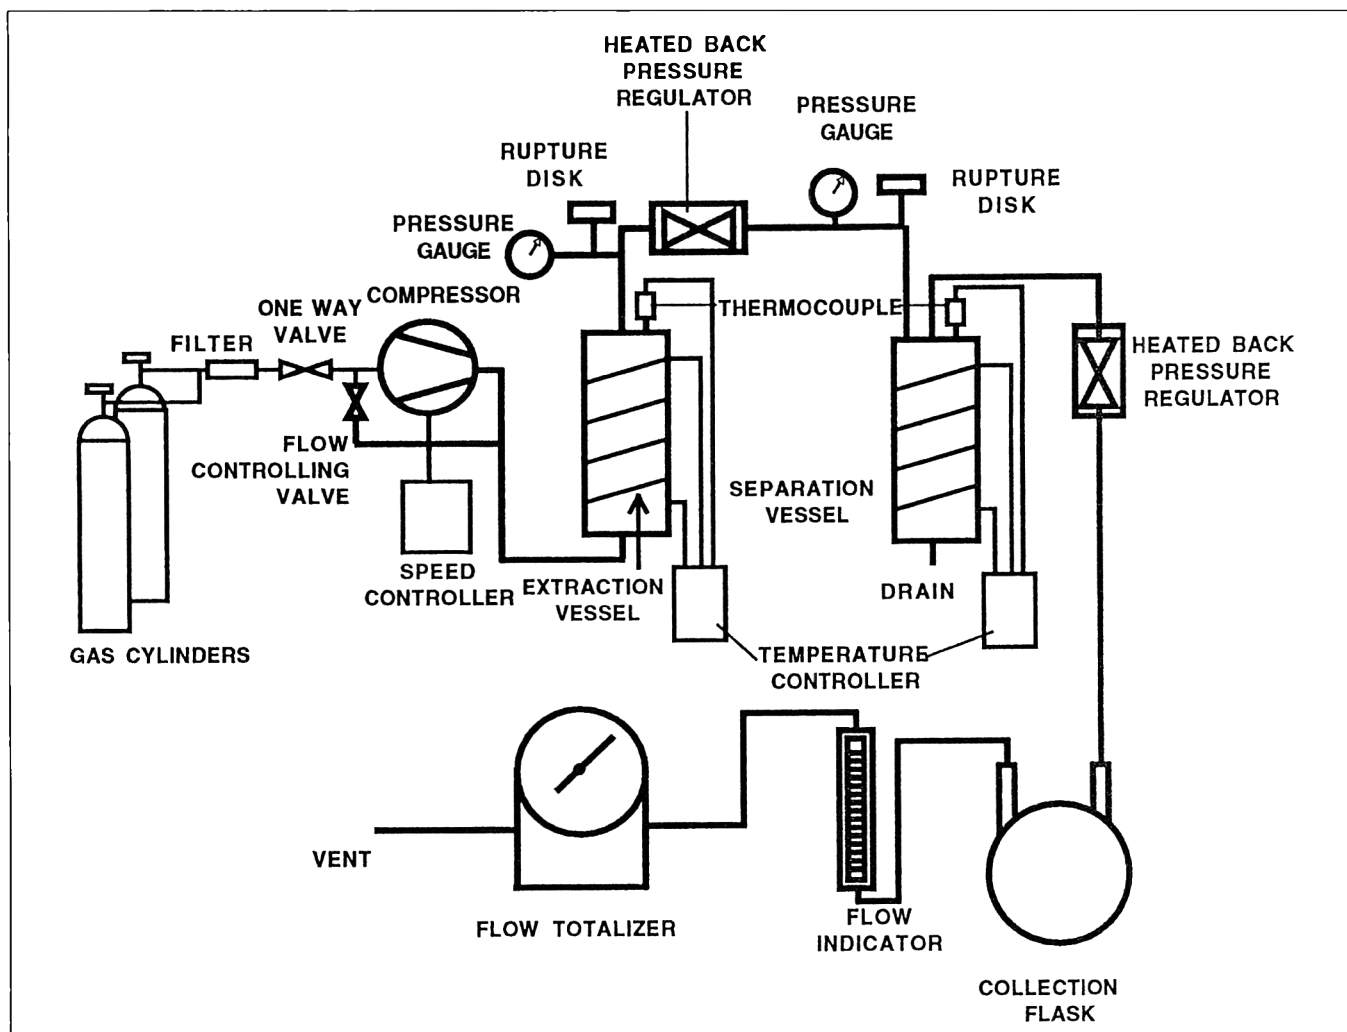 HEATED BACK
PRESSURE
REGULATOR
PRESSURE
GAUGE
RUPTURE
DISK
RUPTURE
DISK
PRESSURE
GAUGE
COMPRESSOR
ONE WAY
VALVE
FILTER
THERMOCOUPLE
HEATED BACK
PRESSURE
REGULATOR
FLOW
CONTROLLING
VALVE
SEPARATION
VESSEL
SPEED
CONTROLLER
EXTRACTION
VESSEL
DRAIN
GAS CYLINDERS
TEMPERATURE
CONTROLLER
VENT
FLOW TOTALIZER
FLOW
INDICATOR
COLLECTION
FLASK